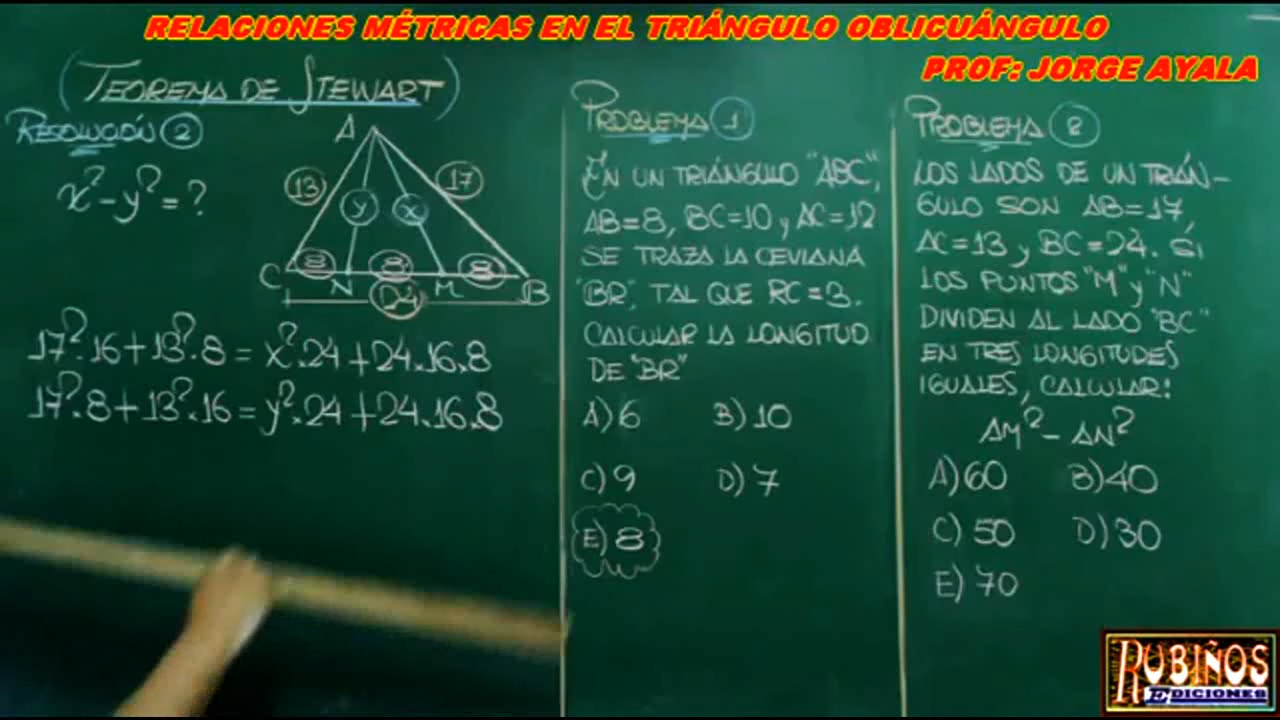 RELACIONES MÉTRICAS EN EL TRIÁNGULO OBLICUÁNGULO
PROF: JORGE AYALA
(TEOREMA DE STEWART)
RESOLUCIÓN 2
x² - y² = ?
A
13
17
y
x
8
8
8
C
N
M
B
24
17².16 + 13².8 = x².24 + 24.16.8
17².8 + 13².16 = y².24 + 24.16.8
PROBLEMA 1
EN UN TRIÁNGULO "ABC",
AB=8, BC=10 y AC=12
SE TRAZA LA CEVIANA
"BR", TAL QUE RC=3.
CALCULAR LA LONGITUD
DE "BR"
A) 6 B) 10
C) 9 D) 7
E) 8
PROBLEMA 2
LOS LADOS DE UN TRIÁN-
GULO SON AB=17,
AC=13 y BC=24. SI
LOS PUNTOS "M" y "N"
DIVIDEN AL LADO "BC"
EN TRES LONGITUDES
IGUALES, CALCULAR:
AM² - AN²
A) 60 B) 40
C) 50 D) 30
E) 70
RUBIÑOS
EDICIONES